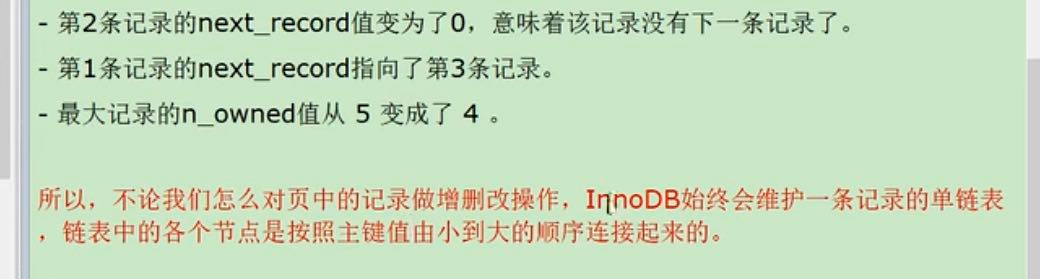 - 第2条记录的next_record值变为了0，意味着该记录没有下一条记录了。
- 第1条记录的next_record指向了第3条记录。
- 最大记录的n_owned值从 5 变成了 4 。
所以，不论我们怎么对页中的记录做增删改操作，InnoDB始终会维护一条记录的单链表
，链表中的各个节点是按照主键值由小到大的顺序连接起来的。